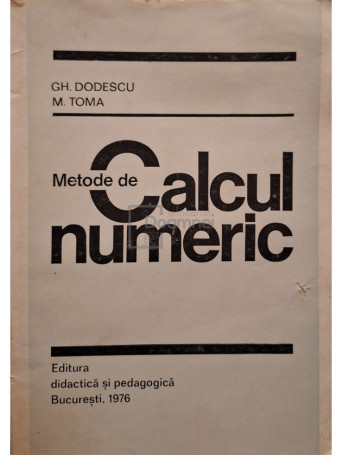 GH. DODESCU
M. TOMA
Metode de Calcul
numeric
Editura
didactică și pedagogică
București, 1976